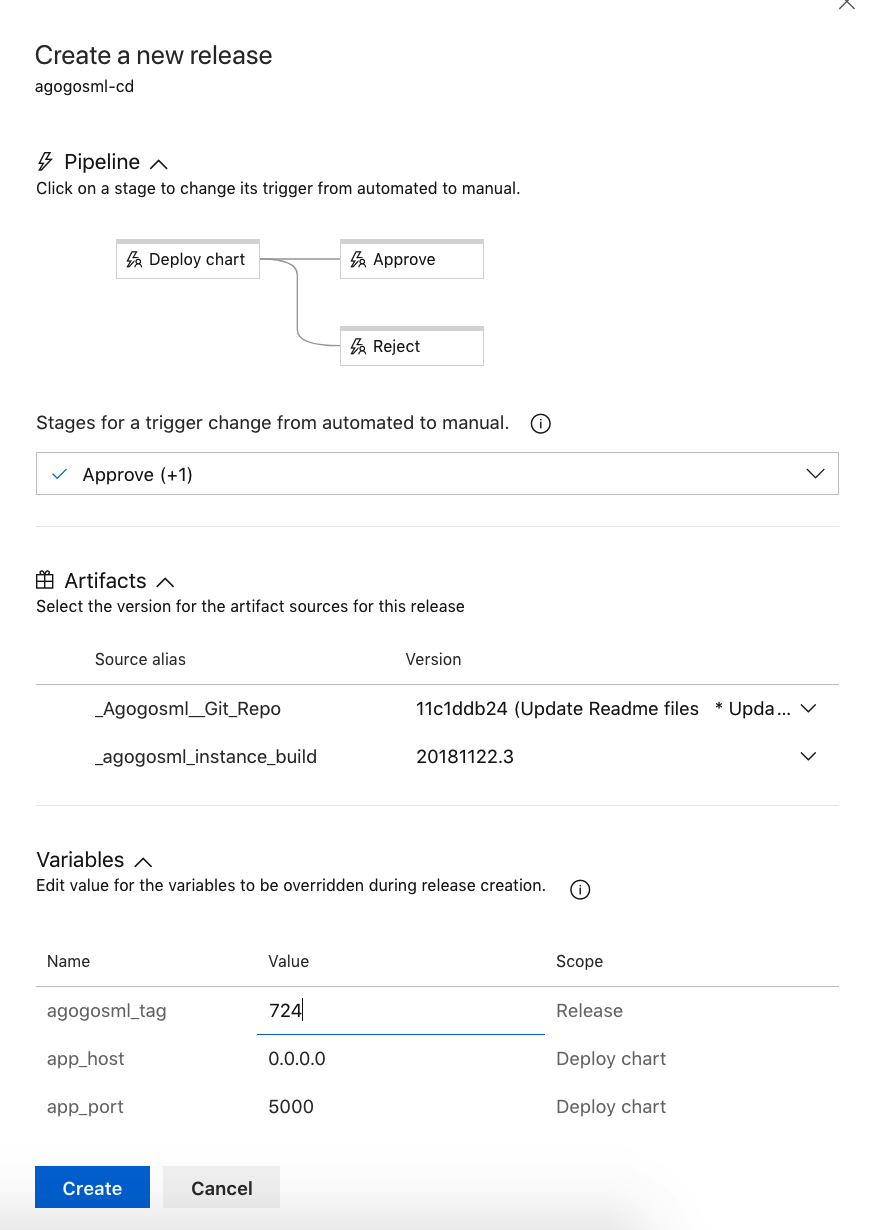 Create a new release
agogosml-cd
Pipeline
Click on a stage to change its trigger from automated to manual.
Deploy chart
Approve
Reject
Stages for a trigger change from automated to manual.
Approve (+1)
Artifacts
Select the version for the artifact sources for this release
Source alias Version
_Agogosml__Git_Repo 11c1ddb24 (Update Readme files * Upda...
_agogosml_instance_build 20181122.3
Variables
Edit value for the variables to be overridden during release creation.
Name Value Scope
agogosml_tag 724 Release
app_host 0.0.0.0 Deploy chart
app_port 5000 Deploy chart
Create Cancel